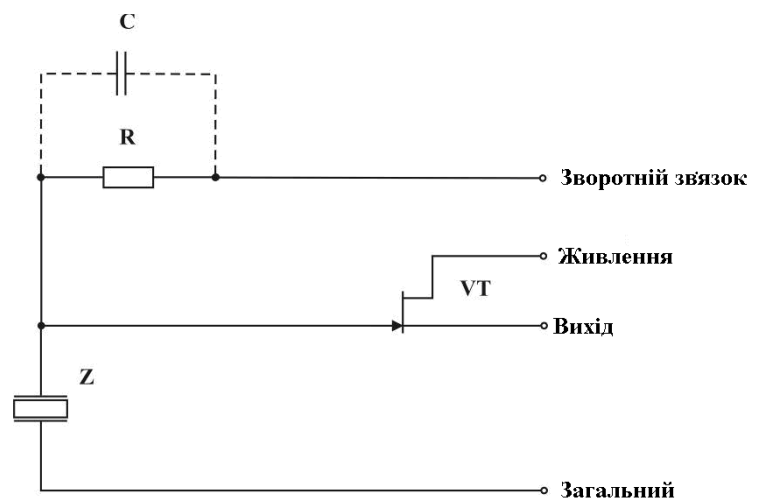 C
R
Зворотній зв'язок
Живлення
VT
Вихід
Z
Загальний